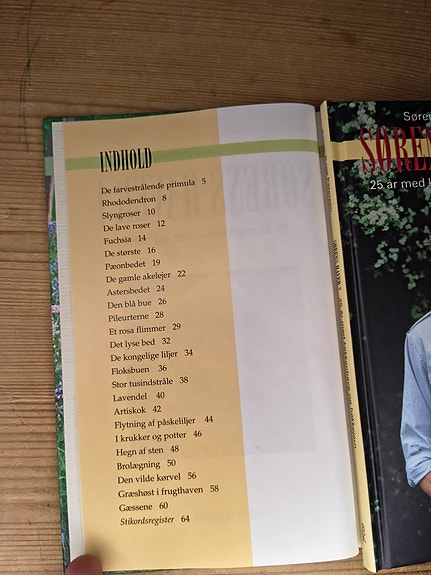 INDHOLD
De farvestrålende primula 5
Rhododendron 8
Slyngroser 10
De lave roser 12
Fuchsia 14
De største 16
Pæonbedet 19
De gamle akelejer 22
Astersbedet 24
Den blå bue 26
Pileurterne 28
Et rosa flimmer 29
Det lyse bed 32
De kongelige liljer 34
Floksbuen 36
Stor tusindstråle 38
Lavendel 40
Artiskok 42
Flytning af påskeliljer 44
I krukker og potter 46
Hegn af sten 48
Brolægning 50
Den vilde kørvel 56
Græshøst i frugthaven 58
Gæssene 60
Stikordsregister 64
Søren
SØRENS
25 år med